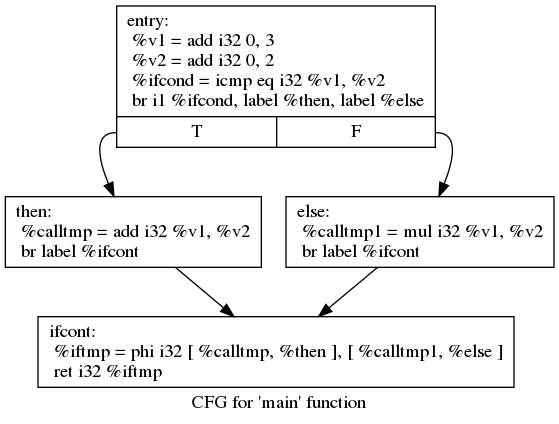 entry:
%v1 = add i32 0, 3
%v2 = add i32 0, 2
%ifcond = icmp eq i32 %v1, %v2
br i1 %ifcond, label %then, label %else
T F
then:
%calltmp = add i32 %v1, %v2
br label %ifcont
else:
%calltmp1 = mul i32 %v1, %v2
br label %ifcont
ifcont:
%iftmp = phi i32 [ %calltmp, %then ], [ %calltmp1, %else ]
ret i32 %iftmp
CFG for 'main' function